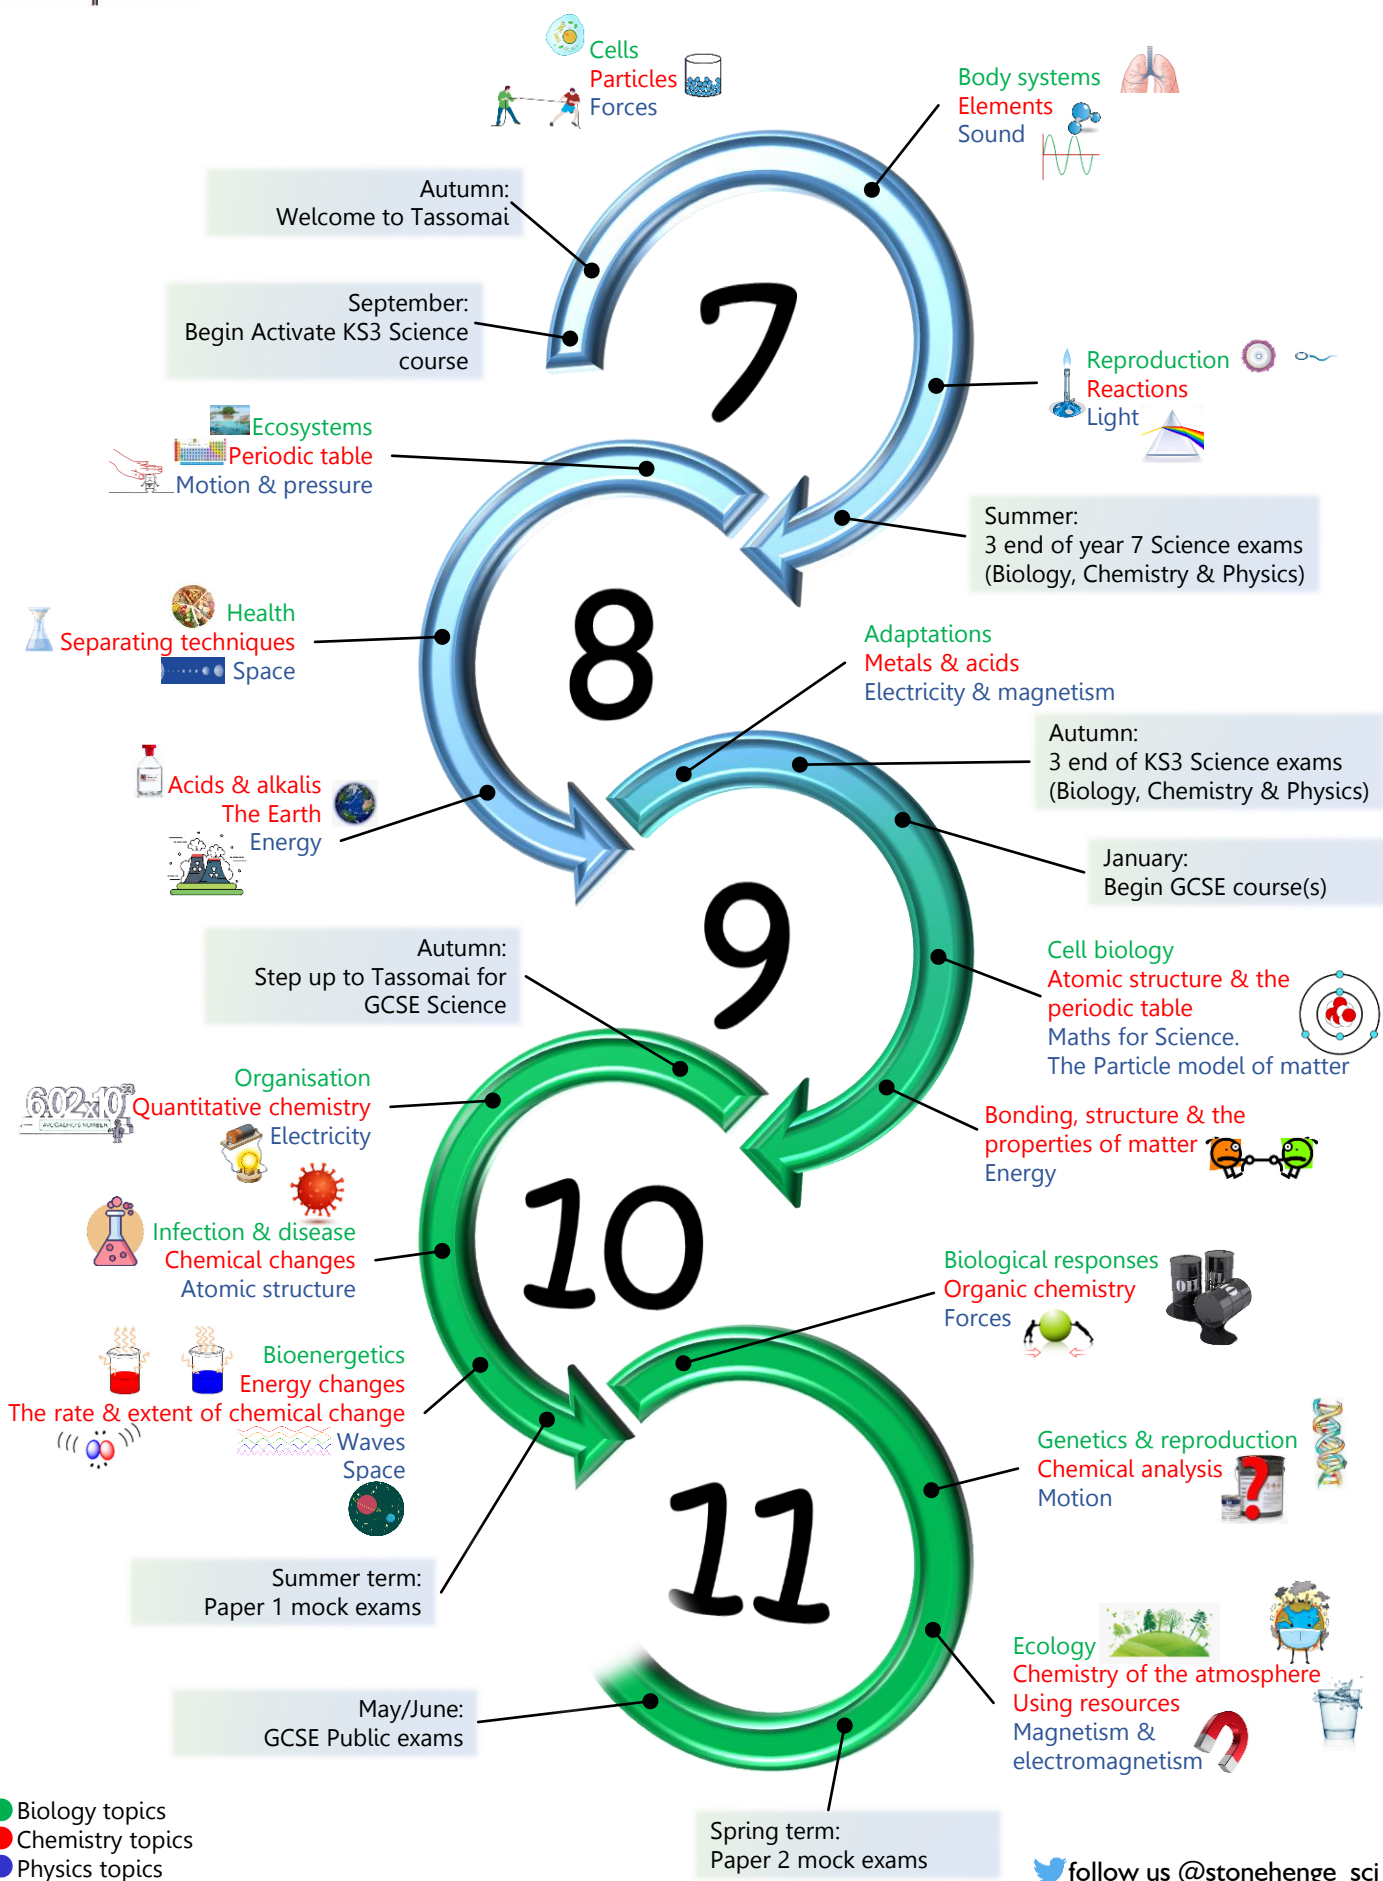 Cells
Particles
Forces
Body systems
Elements
Sound
Autumn:
Welcome to Tassomai
September:
Begin Activate KS3 Science
course
7
Reproduction
Reactions
Light
Ecosystems
Periodic table
Motion & pressure
Summer:
3 end of year 7 Science exams
(Biology, Chemistry & Physics)
Health
Separating techniques
Space
8
Adaptations
Metals & acids
Electricity & magnetism
Autumn:
3 end of KS3 Science exams
(Biology, Chemistry & Physics)
Acids & alkalis
The Earth
Energy
January:
Begin GCSE course(s)
9
Autumn:
Step up to Tassomai for
GCSE Science
Cell biology
Atomic structure & the
periodic table
Maths for Science.
The Particle model of matter
Organisation
Quantitative chemistry
Electricity
6.02x10²³
AVOGADRO'S NUMBER
Bonding, structure & the
properties of matter
Energy
10
Infection & disease
Chemical changes
Atomic structure
Biological responses
Organic chemistry
Forces
OIL
Bioenergetics
Energy changes
The rate & extent of chemical change
Waves
Space
Genetics & reproduction
Chemical analysis
Motion
?
11
Summer term:
Paper 1 mock exams
Ecology
Chemistry of the atmosphere
Using resources
Magnetism &
electromagnetism
May/June:
GCSE Public exams
Biology topics
Chemistry topics
Physics topics
Spring term:
Paper 2 mock exams
follow us @stonehenge_sci